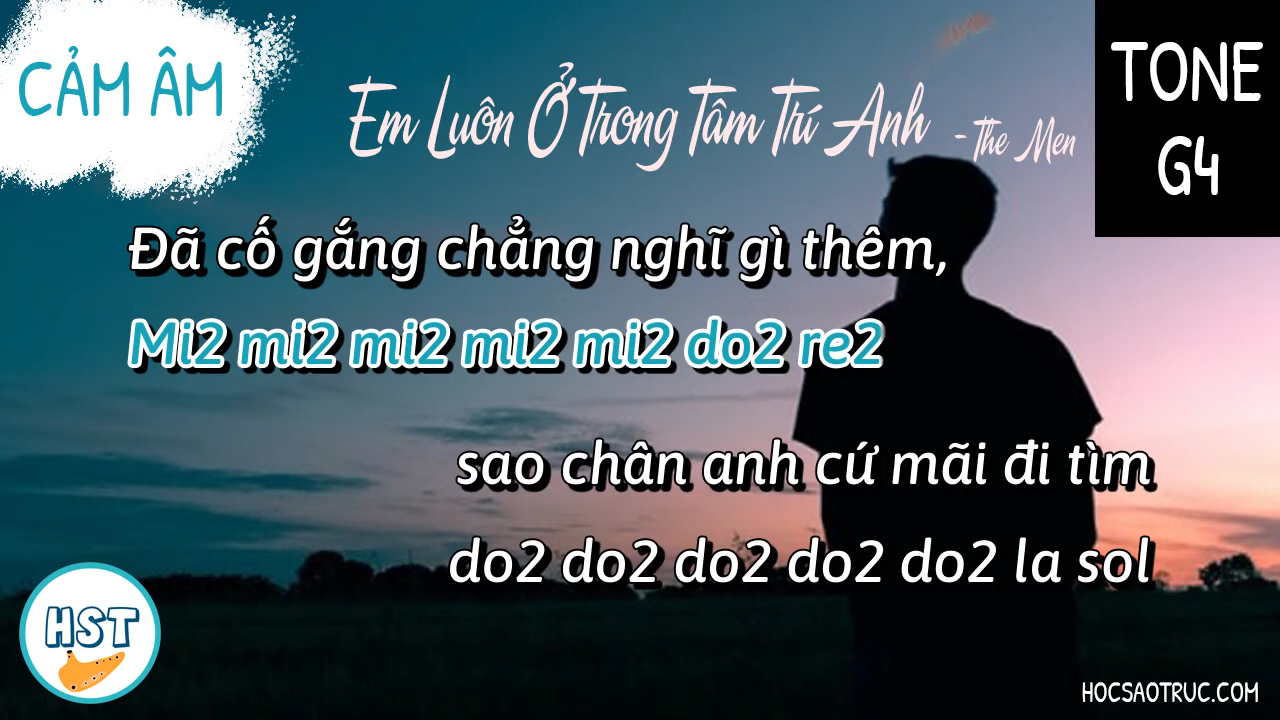 CẢM ÂM
Em Luôn Ở Trong Tâm Trí Anh - The Men
TONE
G4
Đã cố gắng chẳng nghĩ gì thêm,
Mi2 mi2 mi2 mi2 mi2 do2 re2
sao chân anh cứ mãi đi tìm
do2 do2 do2 do2 do2 la sol
HST
HOCSAOTRUC.COM